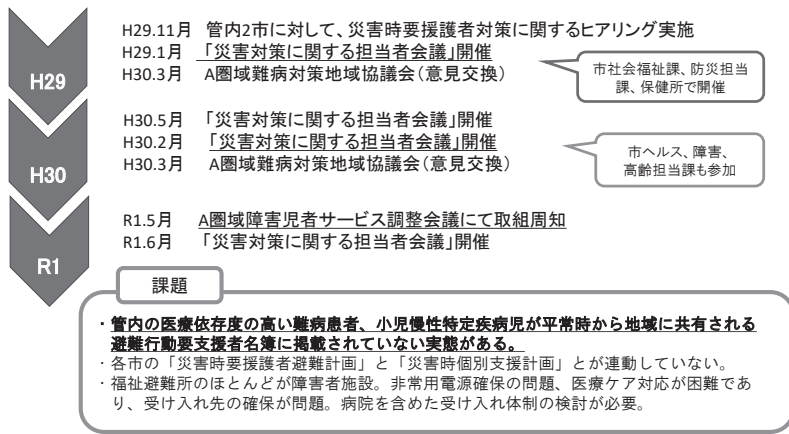 H29
H29.11月 管内2市に対して、災害時要援護者対策に関するヒアリング実施
H29.1月 「災害対策に関する担当者会議」開催
H30.3月 A圏域難病対策地域協議会(意見交換)
市社会福祉課、防災担当
課、保健所で開催
H30
H30.5月 「災害対策に関する担当者会議」開催
H30.2月 「災害対策に関する担当者会議」開催
H30.3月 A圏域難病対策地域協議会(意見交換)
市ヘルス、障害、
高齢担当課も参加
R1
R1.5月 A圏域障害児者サービス調整会議にて取組周知
R1.6月 「災害対策に関する担当者会議」開催
課題
・管内の医療依存度の高い難病患者、小児慢性特定疾病児が平常時から地域に共有される
避難行動要支援者名簿に掲載されていない実態がある。
・各市の「災害時要援護者避難計画」と「災害時個別支援計画」とが連動していない。
・福祉避難所のほとんどが障害者施設。非常用電源確保の問題、医療ケア対応が困難であ
り、受け入れ先の確保が問題。病院を含めた受け入れ体制の検討が必要。